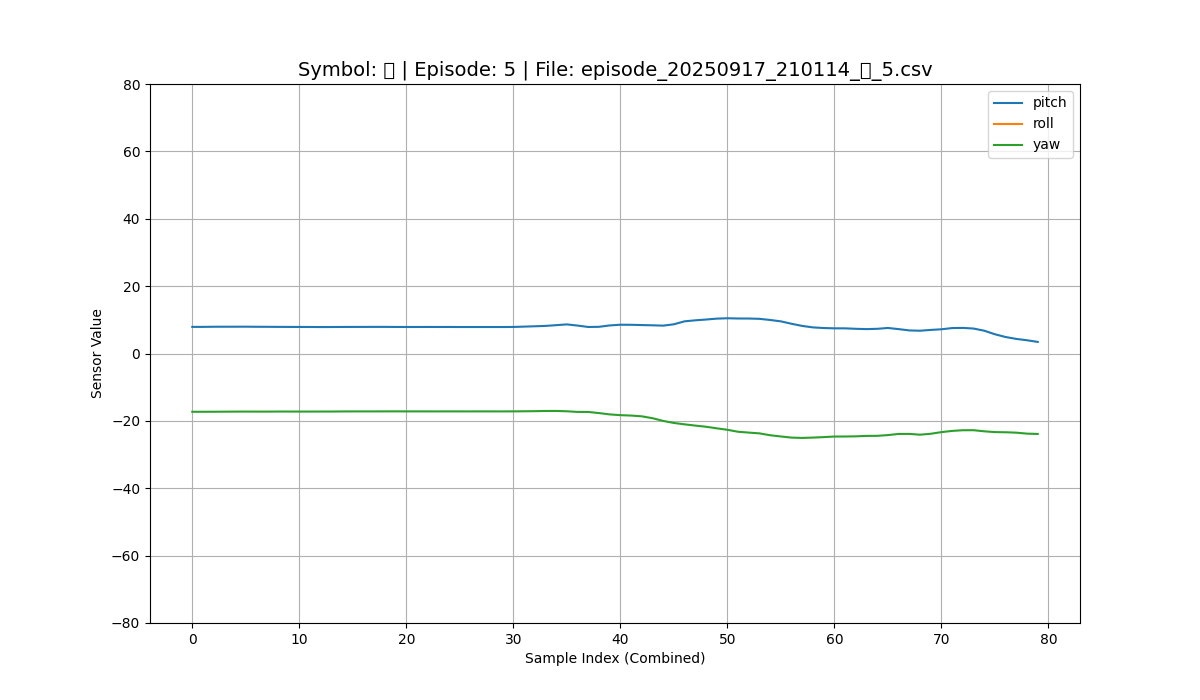 Symbol: | Episode: 5 | File: episode_20250917_210114_ _5.csv
80
60
40
20
0
−20
−40
−60
−80
Sensor Value
pitch
roll
yaw
0 10 20 30 40 50 60 70 80
Sample Index (Combined)